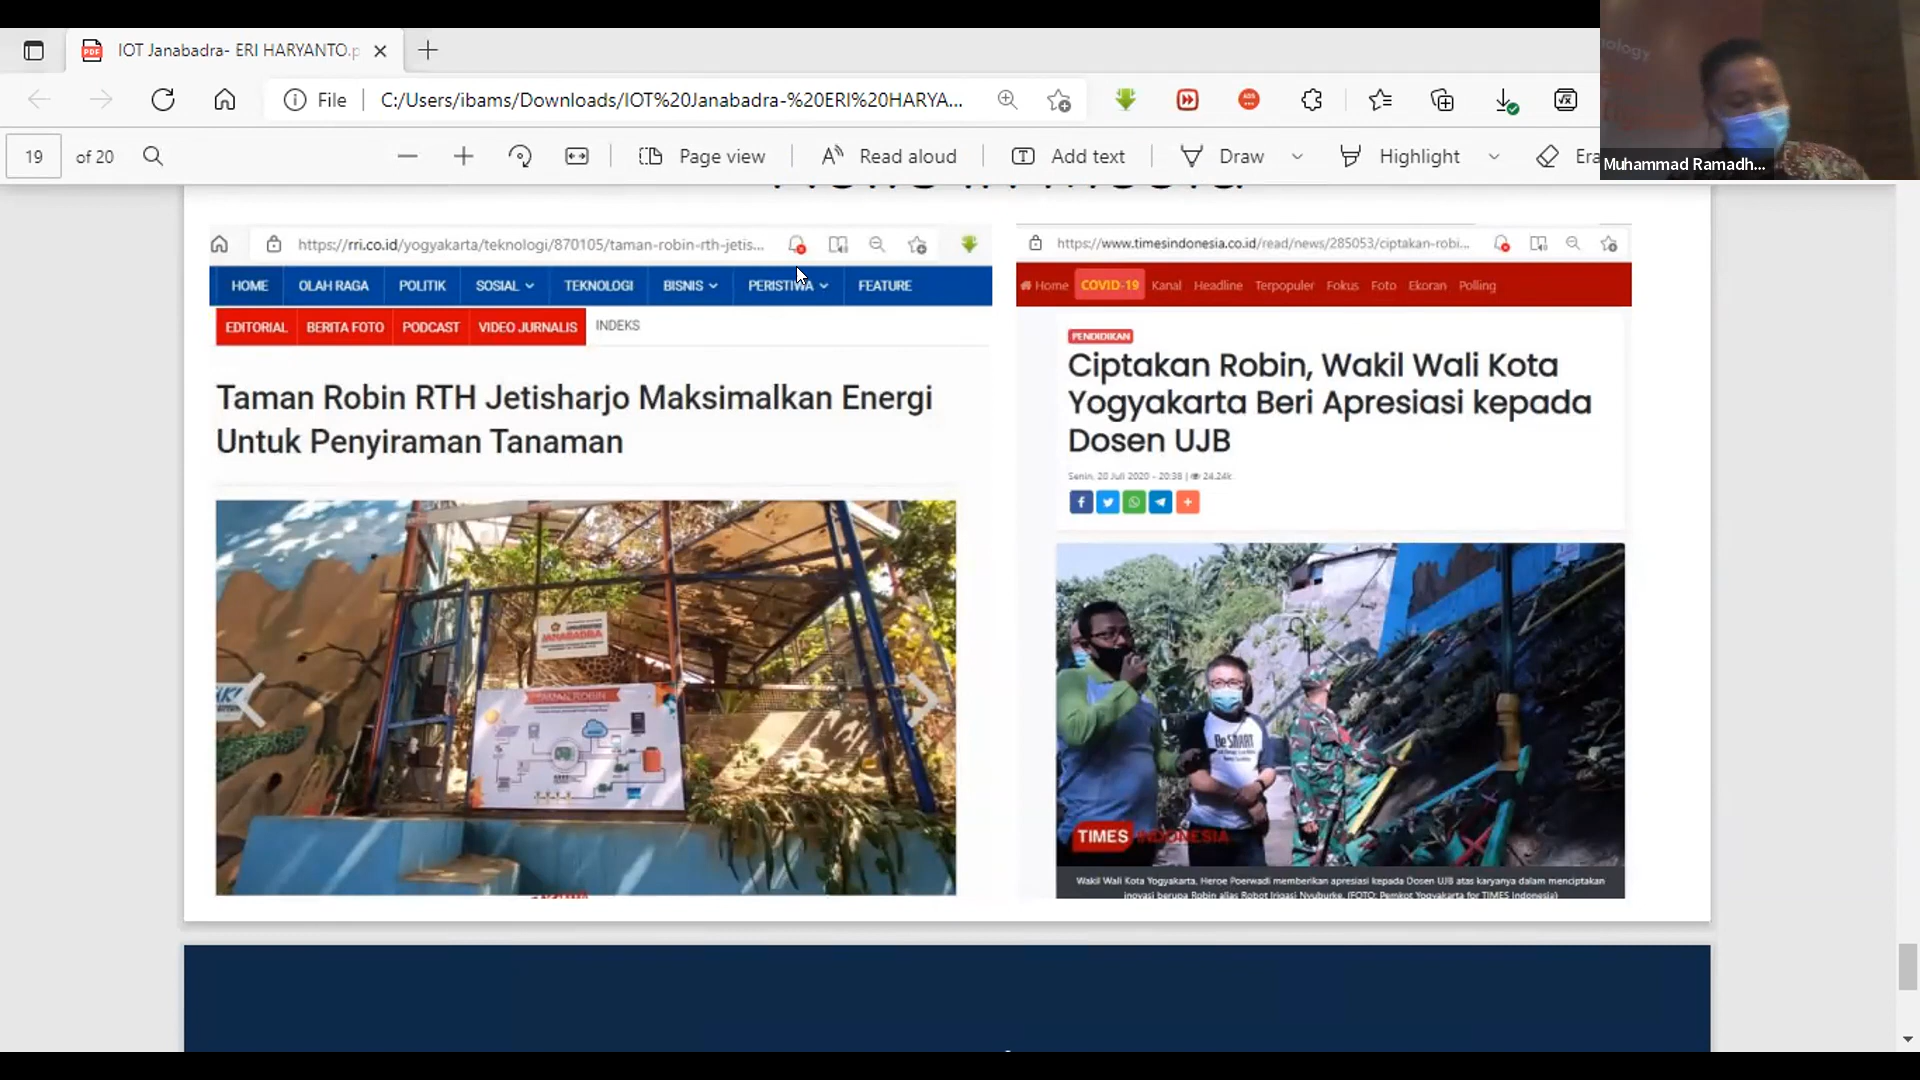 IOT Janabadra- ERI HARYANTO.p
File
C:/Users/ibams/Downloads/IOT%20Janabadra-%20ERI%20HARYA...
19 of 20
Page view
Read aloud
Add text
Draw
Highlight
Era
nology
Muhammad Ramadh...
https://rri.co.id/yogyakarta/teknologi/870105/taman-robin-rth-jetis...
HOME OLAH RAGA POLITIK SOSIAL TEKNOLOGI BISNIS PERISTIWA FEATURE
EDITORIAL BERITA FOTO PODCAST VIDEO JURNALIS INDEKS
Taman Robin RTH Jetisharjo Maksimalkan Energi
Untuk Penyiraman Tanaman
JANABADRA
TAMAN ROBIN
https://www.timesindonesia.co.id/read/news/285053/ciptakan-robi...
Home COVID-19 Kanal Headline Terpopuler Fokus Foto Ekoran Polling
PENDIDIKAN
Ciptakan Robin, Wakil Wali Kota
Yogyakarta Beri Apresiasi kepada
Dosen UJB
Senin, 20 Juli 2020 - 20:38 | 24.24k
Be SMART
TIMES INDONESIA
Wakil Wali Kota Yogyakarta, Heroe Poerwadi memberikan apresiasi kepada Dosen UJB atas karyanya dalam menciptakan
inovasi berupa Robin alias Robot Irigasi Nyuburke. (FOTO: Pemkot Yogyakarta for TIMES Indonesia)